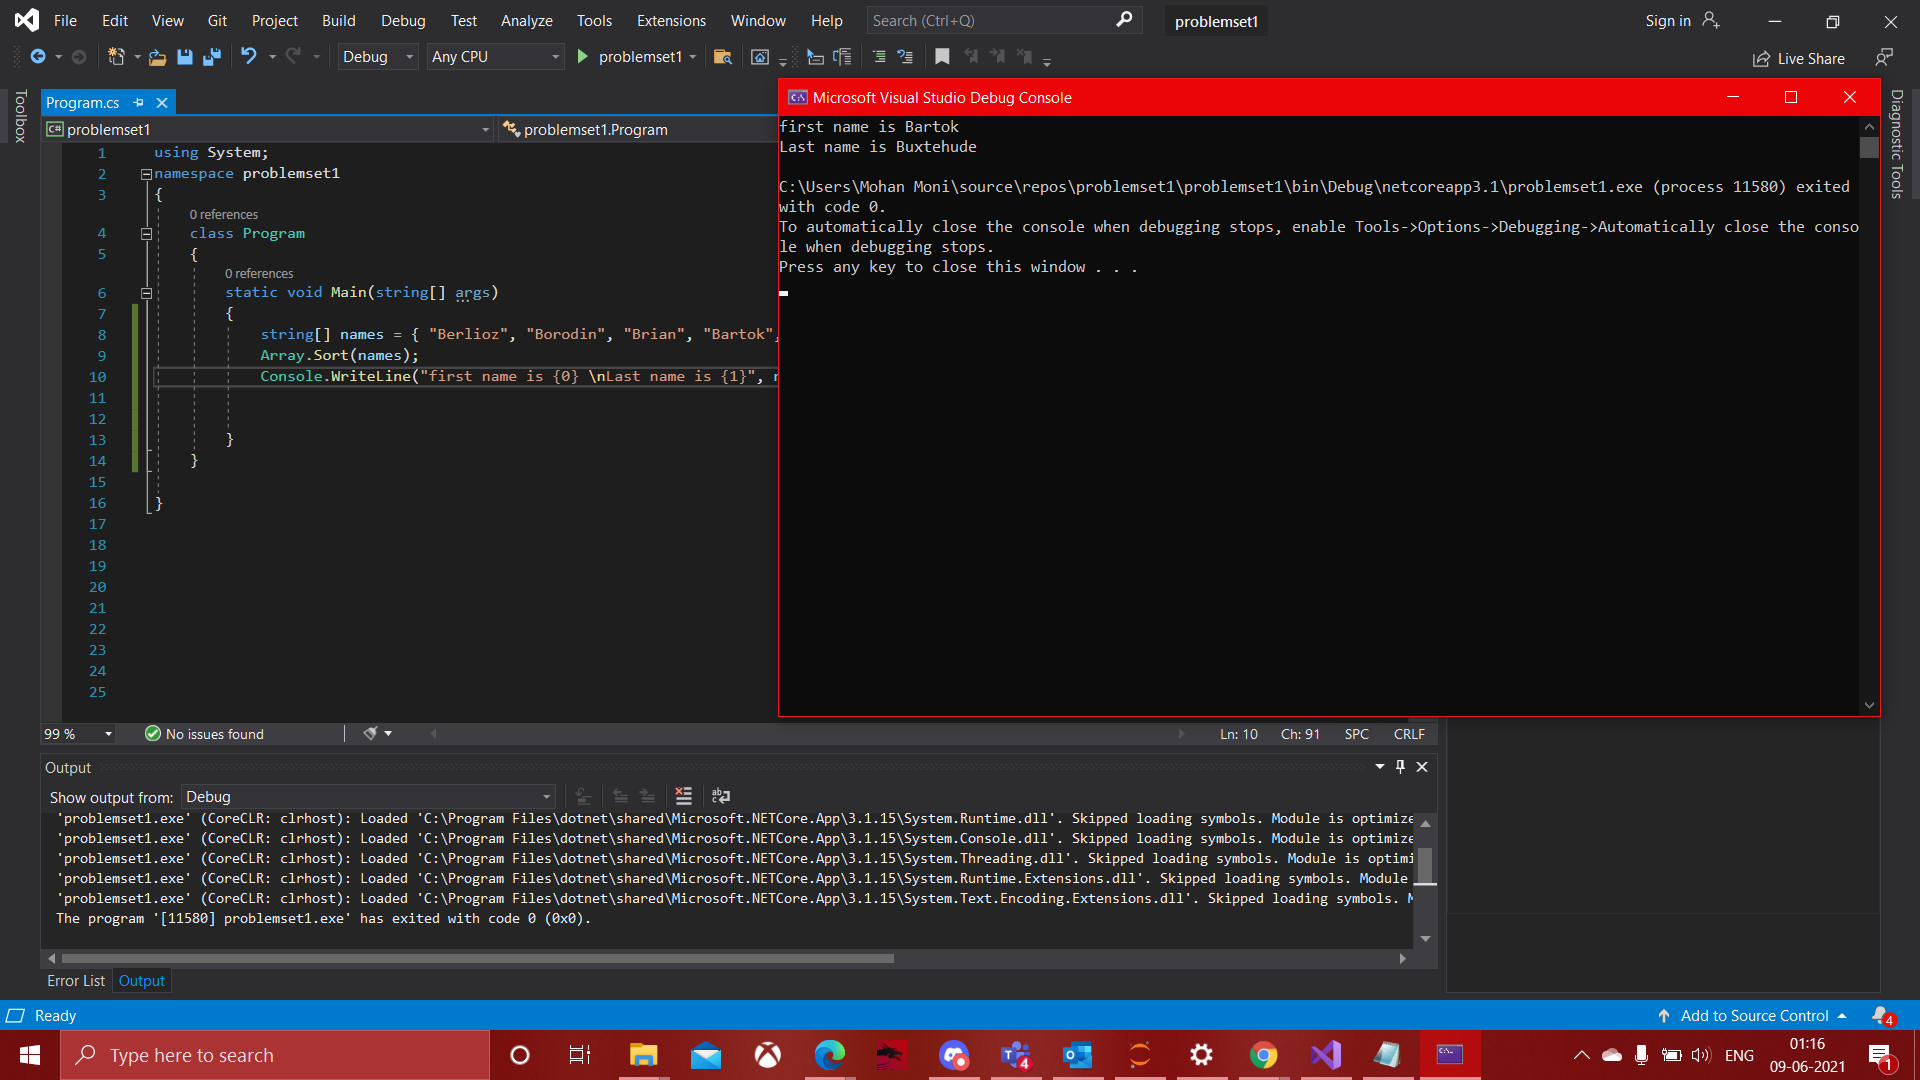 File Edit View Git Project Build Debug Test Analyze Tools Extensions Window Help Search (Ctrl+Q) problemset1 Sign in
Debug Any CPU problemset1 Live Share
Toolbox
Program.cs
problemset1 problemset1.Program
1 using System;
2 namespace problemset1
3 {
0 references
4 class Program
5 {
0 references
6 static void Main(string[] args)
7 {
8 string[] names = { "Berlioz", "Borodin", "Brian", "Bartok",
9 Array.Sort(names);
10 Console.WriteLine("first name is {0} \nLast name is {1}",
11
12
13 }
14 }
15
16 }
17
18
19
20
21
22
23
24
25
Microsoft Visual Studio Debug Console
first name is Bartok
Last name is Buxtehude
C:\Users\Mohan Moni\source\repos\problemset1\problemset1\bin\Debug\netcoreapp3.1\problemset1.exe (process 11580) exited
with code 0.
To automatically close the console when debugging stops, enable Tools->Options->Debugging->Automatically close the conso
le when debugging stops.
Press any key to close this window . . .
Diagnostic Tools
99 % No issues found Ln: 10 Ch: 91 SPC CRLF
Output
Show output from: Debug
'problemset1.exe' (CoreCLR: clrhost): Loaded 'C:\Program Files\dotnet\shared\Microsoft.NETCore.App\3.1.15\System.Runtime.dll'. Skipped loading symbols. Module is optimize
'problemset1.exe' (CoreCLR: clrhost): Loaded 'C:\Program Files\dotnet\shared\Microsoft.NETCore.App\3.1.15\System.Console.dll'. Skipped loading symbols. Module is optimize
'problemset1.exe' (CoreCLR: clrhost): Loaded 'C:\Program Files\dotnet\shared\Microsoft.NETCore.App\3.1.15\System.Threading.dll'. Skipped loading symbols. Module is optimi
'problemset1.exe' (CoreCLR: clrhost): Loaded 'C:\Program Files\dotnet\shared\Microsoft.NETCore.App\3.1.15\System.Runtime.Extensions.dll'. Skipped loading symbols. Module
'problemset1.exe' (CoreCLR: clrhost): Loaded 'C:\Program Files\dotnet\shared\Microsoft.NETCore.App\3.1.15\System.Text.Encoding.Extensions.dll'. Skipped loading symbols. M
The program '[11580] problemset1.exe' has exited with code 0 (0x0).
Error List Output
Ready Add to Source Control 4
Type here to search 4 ENG 01:16
09-06-2021 1